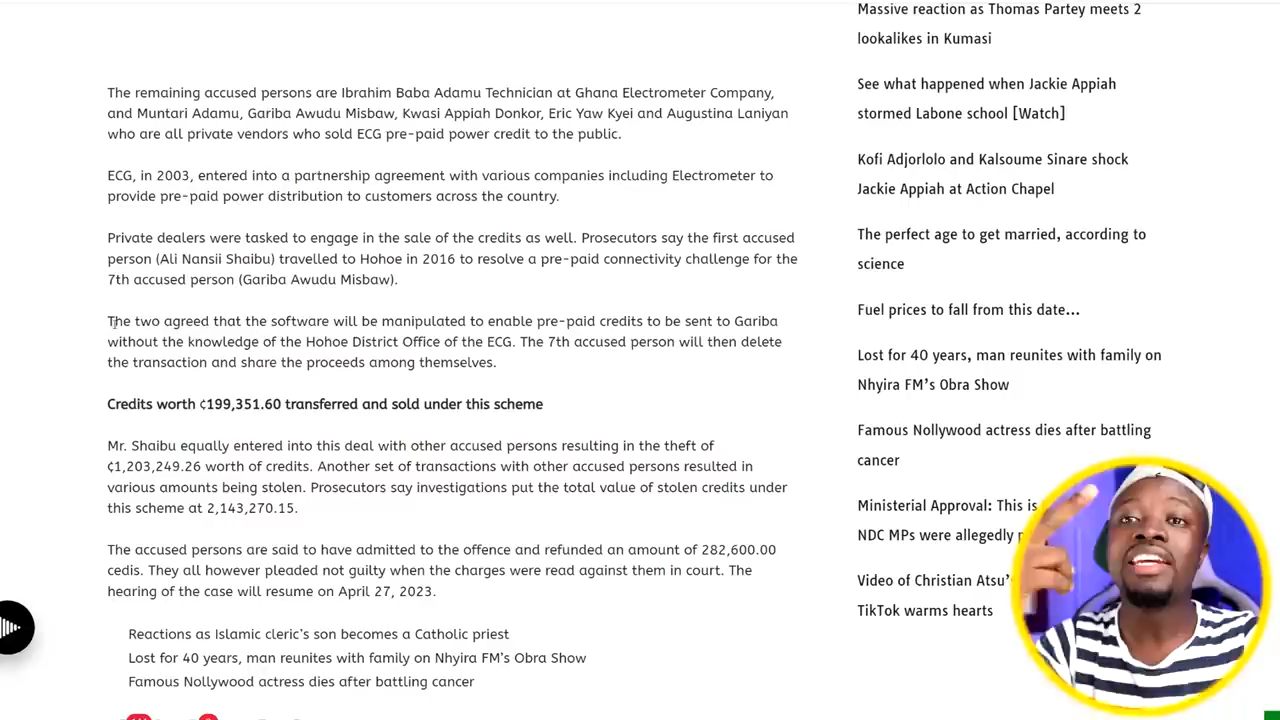 The remaining accused persons are Ibrahim Baba Adamu Technician at Ghana Electrometer Company,
and Muntari Adamu, Gariba Awudu Misbaw, Kwasi Appiah Donkor, Eric Yaw Kyei and Augustina Laniyan
who are all private vendors who sold ECG pre-paid power credit to the public.
ECG, in 2003, entered into a partnership agreement with various companies including Electrometer to
provide pre-paid power distribution to customers across the country.
Private dealers were tasked to engage in the sale of the credits as well. Prosecutors say the first accused
person (Ali Nansii Shaibu) travelled to Hohoe in 2016 to resolve a pre-paid connectivity challenge for the
7th accused person (Gariba Awudu Misbaw).
The two agreed that the software will be manipulated to enable pre-paid credits to be sent to Gariba
without the knowledge of the Hohoe District Office of the ECG. The 7th accused person will then delete
the transaction and share the proceeds among themselves.
Credits worth ¢199,351.60 transferred and sold under this scheme
Mr. Shaibu equally entered into this deal with other accused persons resulting in the theft of
¢1,203,249.26 worth of credits. Another set of transactions with other accused persons resulted in
various amounts being stolen. Prosecutors say investigations put the total value of stolen credits under
this scheme at 2,143,270.15.
The accused persons are said to have admitted to the offence and refunded an amount of 282,600.00
cedis. They all however pleaded not guilty when the charges were read against them in court. The
hearing of the case will resume on April 27, 2023.
Reactions as Islamic cleric's son becomes a Catholic priest
Lost for 40 years, man reunites with family on Nhyira FM's Obra Show
Famous Nollywood actress dies after battling cancer
Massive reaction as Thomas Partey meets 2
lookalikes in Kumasi
See what happened when Jackie Appiah
stormed Labone school [Watch]
Kofi Adjorlolo and Kalsoume Sinare shock
Jackie Appiah at Action Chapel
The perfect age to get married, according to
science
Fuel prices to fall from this date...
Lost for 40 years, man reunites with family on
Nhyira FM's Obra Show
Famous Nollywood actress dies after battling
cancer
Ministerial Approval: This is
NDC MPs were allegedly
Video of Christian Atsu's
TikTok warms hearts